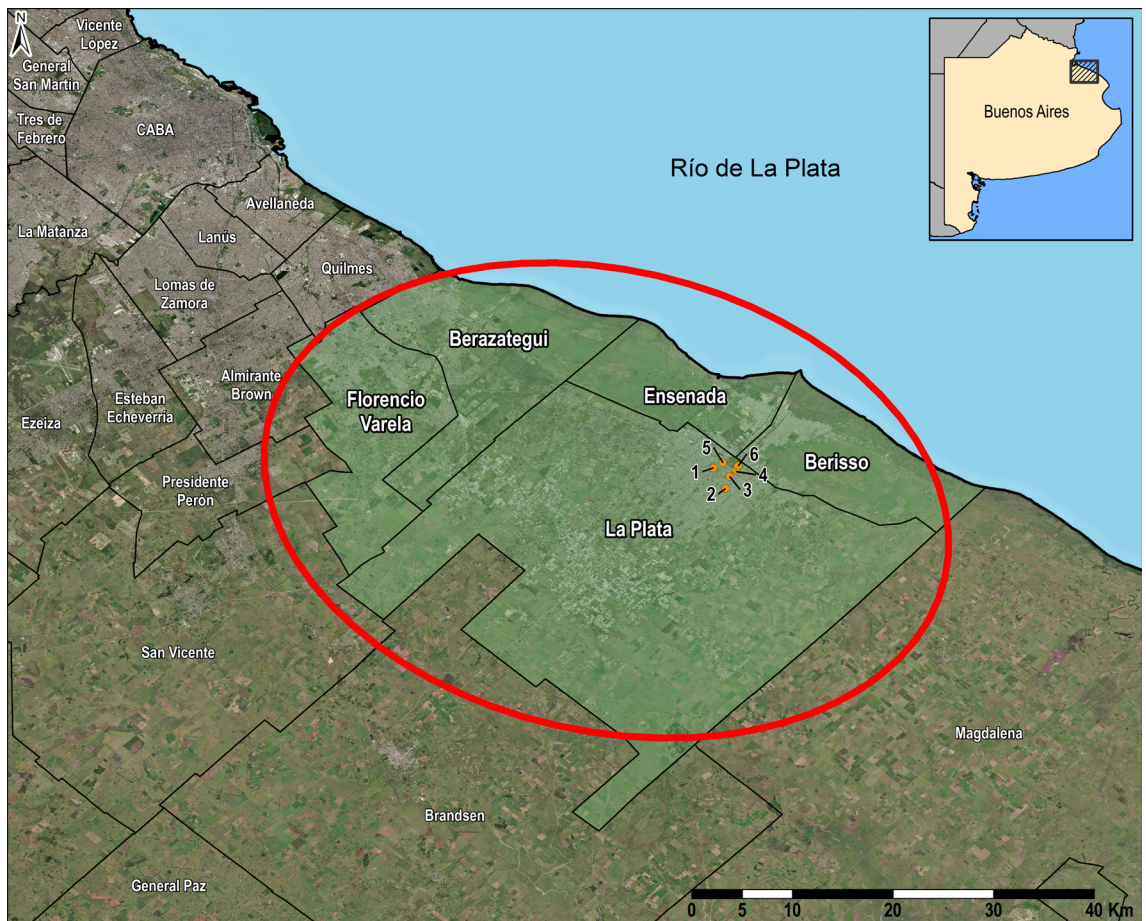 N
Vicente
López
General
San Martin
Tres de
Febrero
CABA
Buenos Aires
Río de La Plata
La Matanza
Avellaneda
Lanús
Quilmes
Lomas de
Zamora
Berazategui
Almirante
Brown
Esteban
Echeverría
Ezeiza
Florencio
Varela
Ensenada
Presidente
Perón
5
6
1
4
2
3
Berisso
La Plata
San Vicente
Magdalena
Brandsen
General Paz
0 5 10 20 30 40 Km